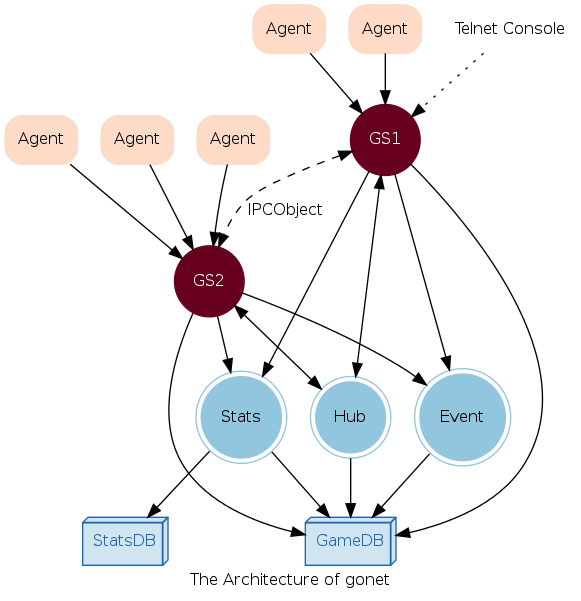 Agent
Agent
Telnet Console
Agent
Agent
Agent
GS1
IPCObject
GS2
Stats
Hub
Event
StatsDB
GameDB
The Architecture of gonet